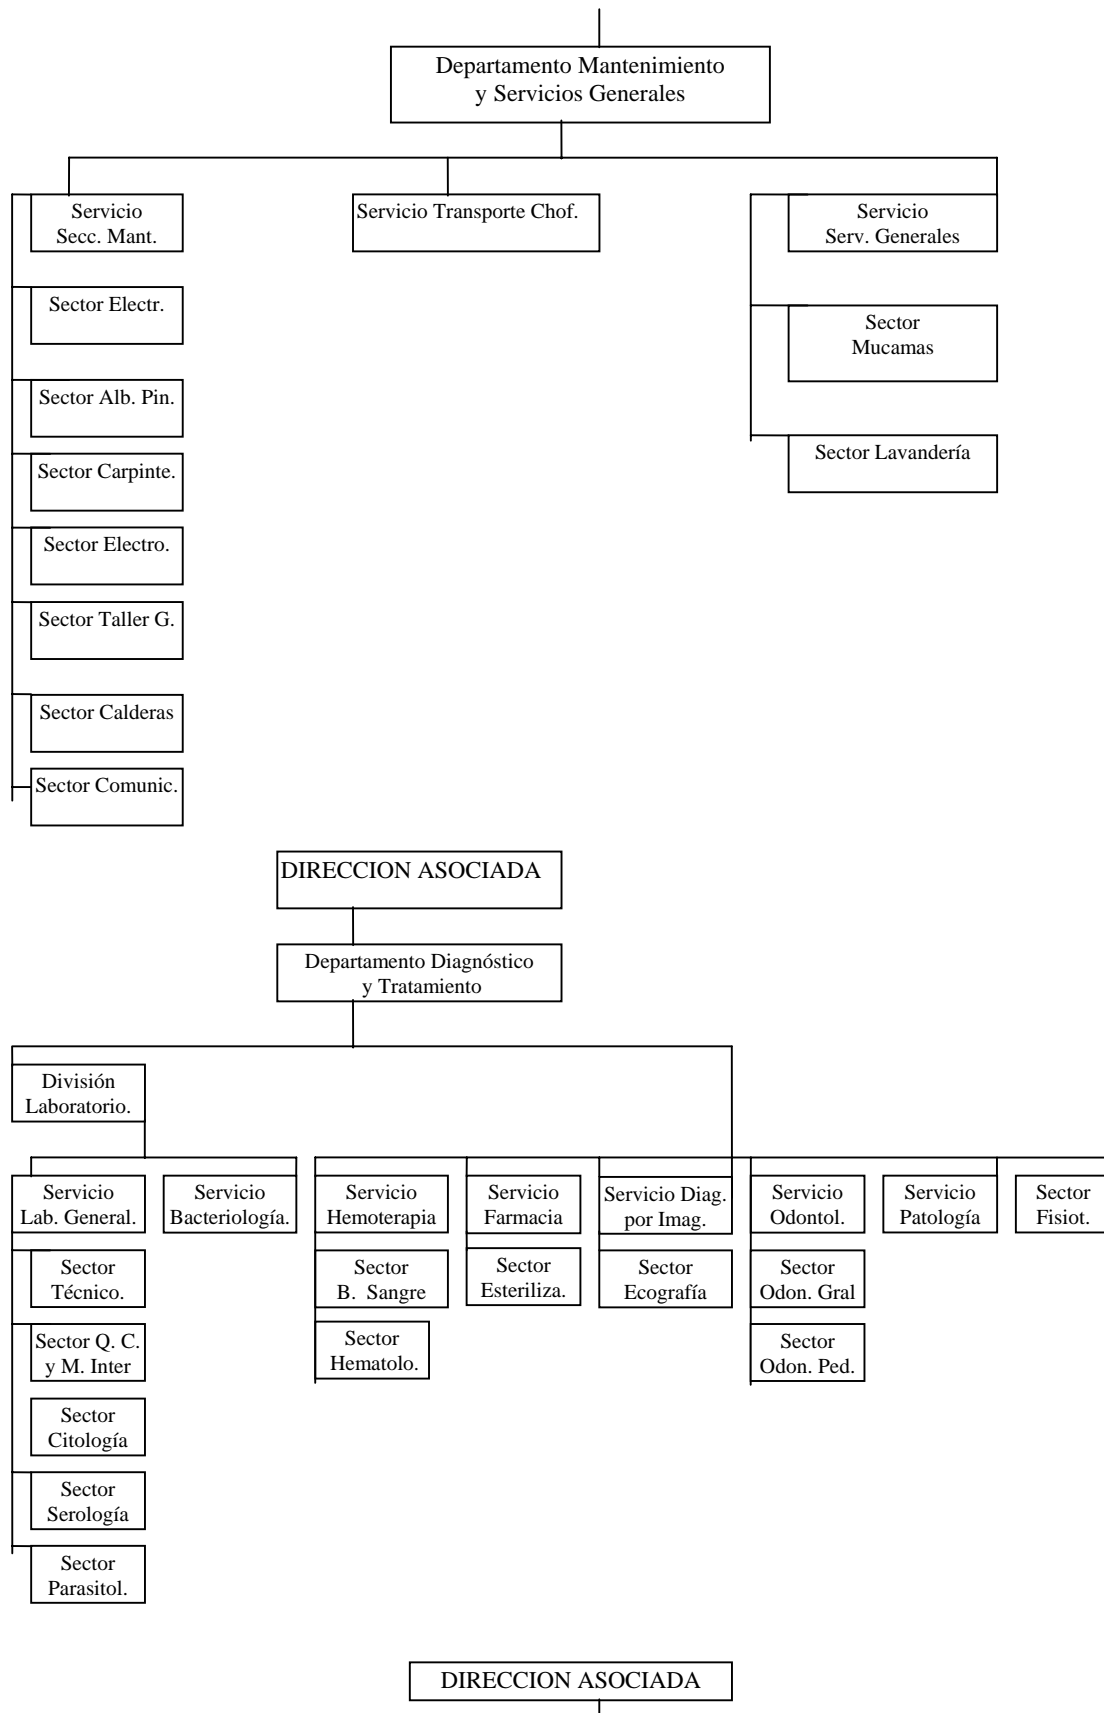 Departamento Mantenimiento
y Servicios Generales
Servicio
Secc. Mant.
Servicio Transporte Chof.
Servicio
Serv. Generales
Sector Electr.
Sector
Mucamas
Sector Alb. Pin.
Sector Carpinte.
Sector Lavandería
Sector Electro.
Sector Taller G.
Sector Calderas
Sector Comunic.
DIRECCION ASOCIADA
Departamento Diagnóstico
y Tratamiento
División
Laboratorio.
Servicio
Lab. General.
Servicio
Bacteriología.
Servicio
Hemoterapia
Servicio
Farmacia
Servicio Diag.
por Imag.
Servicio
Odontol.
Servicio
Patología
Sector
Fisiot.
Sector
Técnico.
Sector
B. Sangre
Sector
Esteriliza.
Sector
Ecografía
Sector
Odon. Gral
Sector Q. C.
y M. Inter
Sector
Hematolo.
Sector
Odon. Ped.
Sector
Citología
Sector
Serología
Sector
Parasitol.
DIRECCION ASOCIADA